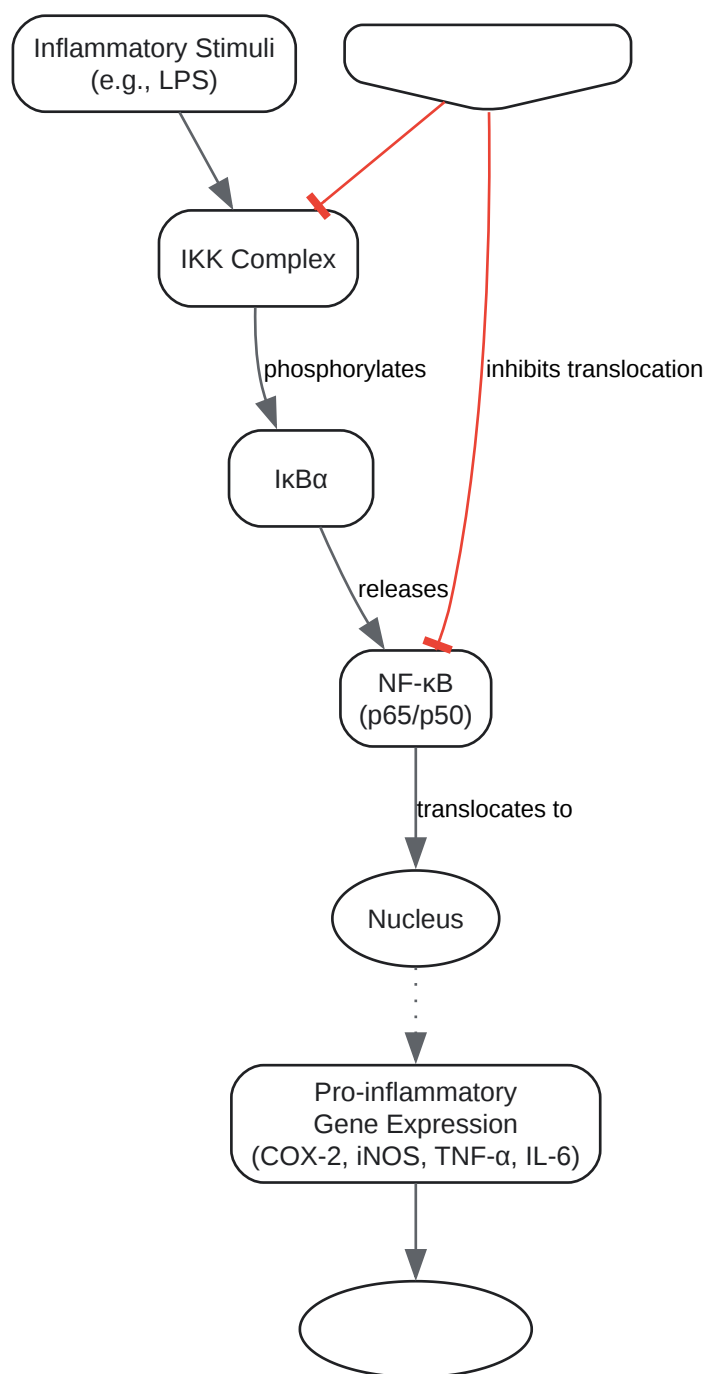 Inflammatory Stimuli
(e.g., LPS)
IKK Complex
phosphorylates
inhibits translocation
IκBα
releases
NF-κB
(p65/p50)
translocates to
Nucleus
Pro-inflammatory
Gene Expression
(COX-2, iNOS, TNF-α, IL-6)